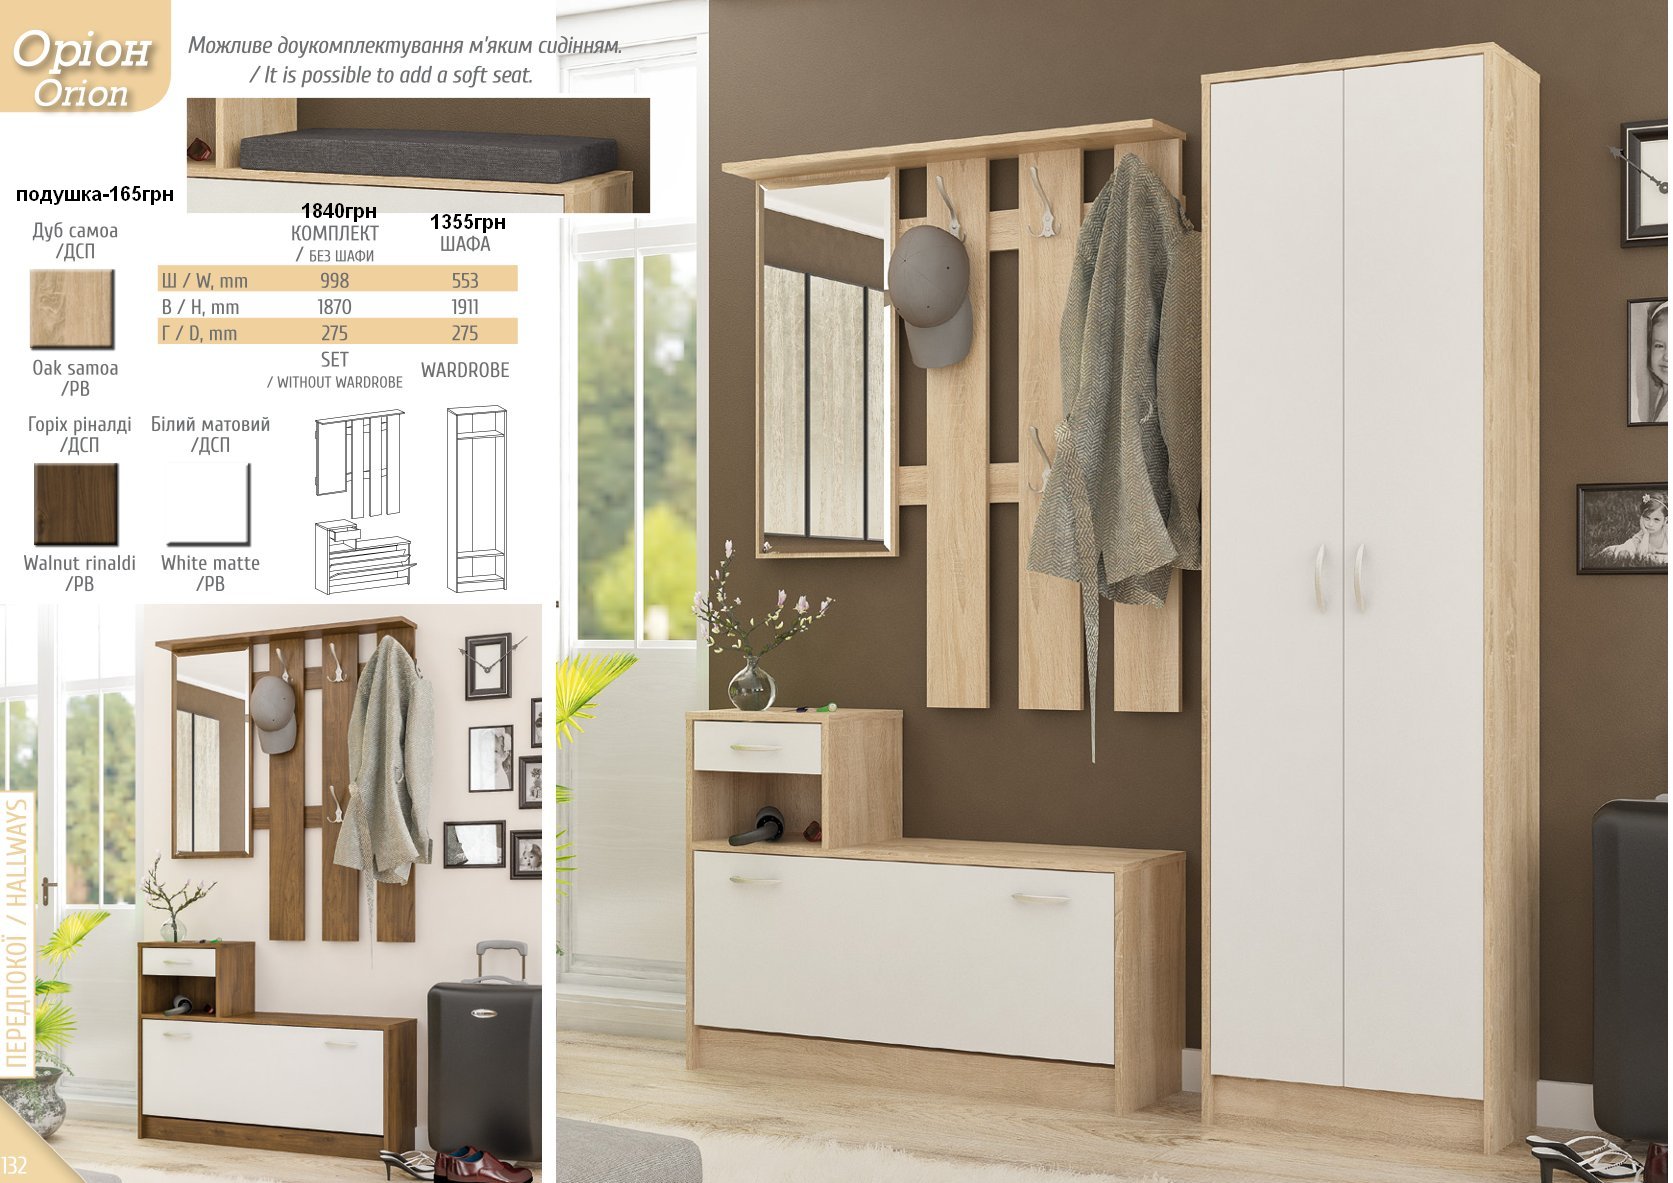 Оріон
Orion
Можливе доукомплектування м'яким сидінням.
/ It is possible to add a soft seat.
подушка-165грн
Дуб самоа
/ДСП
Oak samoa
/PB
1840грн
КОМПЛЕКТ
/ БЕЗ ШАФИ
1355грн
ШАФА
Ш / W, mm 998 553
В / H, mm 1870 1911
Г / D, mm 275 275
SET
/ WITHOUT WARDROBE
WARDROBE
Горіх ріналді
/ДСП
Білий матовий
/ДСП
Walnut rinaldi
/PB
White matte
/PB
ПЕРЕДПОКОЇ / HALLWAYS
132